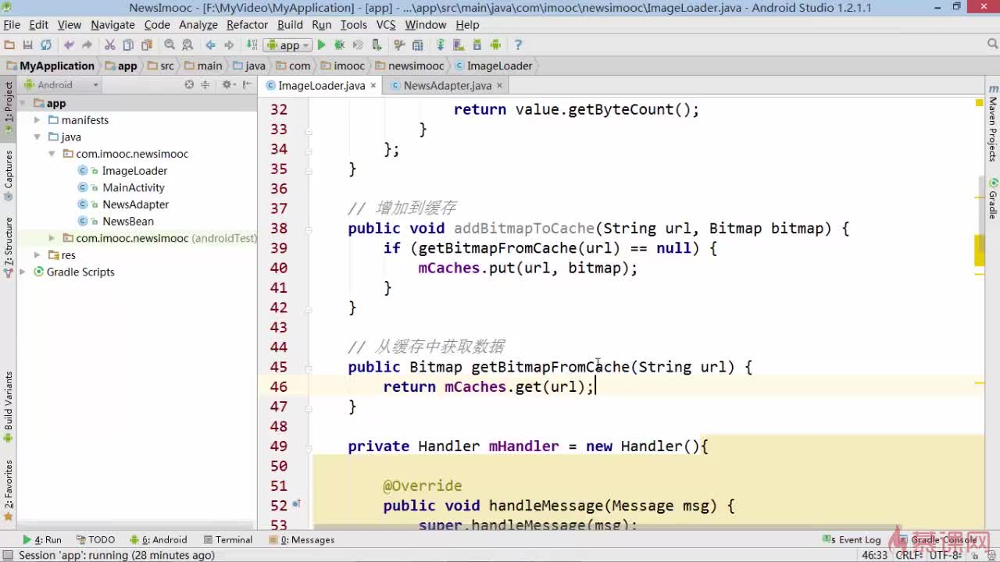 NewsImooc - [F:\MyVideo\MyApplication] - [app] - ...\app\src\main\java\com\imooc\newsimooc\ImageLoader.java - Android Studio 1.2.1.1
File Edit View Navigate Code Analyze Refactor Build Run Tools VCS Window Help
app
MyApplication app src main java com imooc newsimooc ImageLoader
Android
ImageLoader.java NewsAdapter.java
1: Project
Captures
Z: Structure
Build Variants
2: Favorites
app
manifests
java
com.imooc.newsimooc
ImageLoader
MainActivity
NewsAdapter
NewsBean
com.imooc.newsimooc (androidTest)
res
Gradle Scripts
32 return value.getByteCount();
33 }
34 };
35 }
36
37 // 增加到缓存
38 public void addBitmapToCache(String url, Bitmap bitmap) {
39 if (getBitmapFromCache(url) == null) {
40 mCaches.put(url, bitmap);
41 }
42 }
43
44 // 从缓存中获取数据
45 public Bitmap getBitmapFromCache(String url) {
46 return mCaches.get(url);
47 }
48
49 private Handler mHandler = new Handler(){
50
51 @Override
52 public void handleMessage(Message msg) {
53 super.handleMessage(msg);
Maven Projects
Gradle
4: Run TODO 6: Android Terminal 0: Messages Event Log Gradle Console
慕课网
Session 'app': running (28 minutes ago) 46:33 CRLF UTF-8